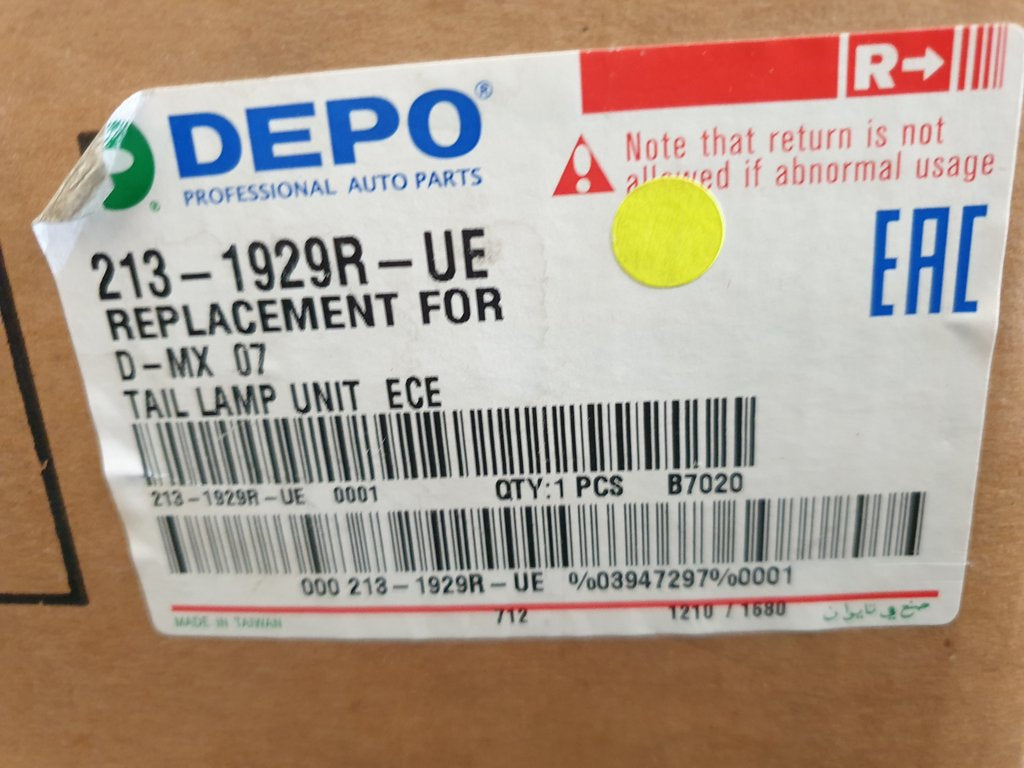 DEPO®
PROFESSIONAL AUTO PARTS
®
R→
Note that return is not
allowed if abnormal usage
EAC
213-1929R-UE
REPLACEMENT FOR
D-MX 07
TAIL LAMP UNIT ECE
213-1929R-UE 0001 QTY:1 PCS B7020
000 213-1929R-UE %03947297%0001
MADE IN TAIWAN 712 1210 / 1680 صنع في تايوان